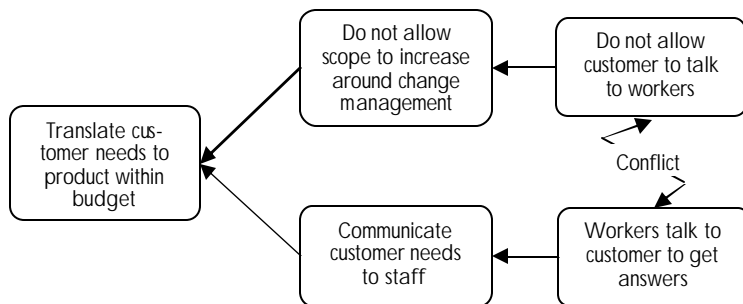 Do not allow
scope to increase
around change
management
Do not allow
customer to talk
to workers
Translate cus-
tomer needs to
product within
budget
Conflict
Communicate
customer needs
to staff
Workers talk to
customer to get
answers